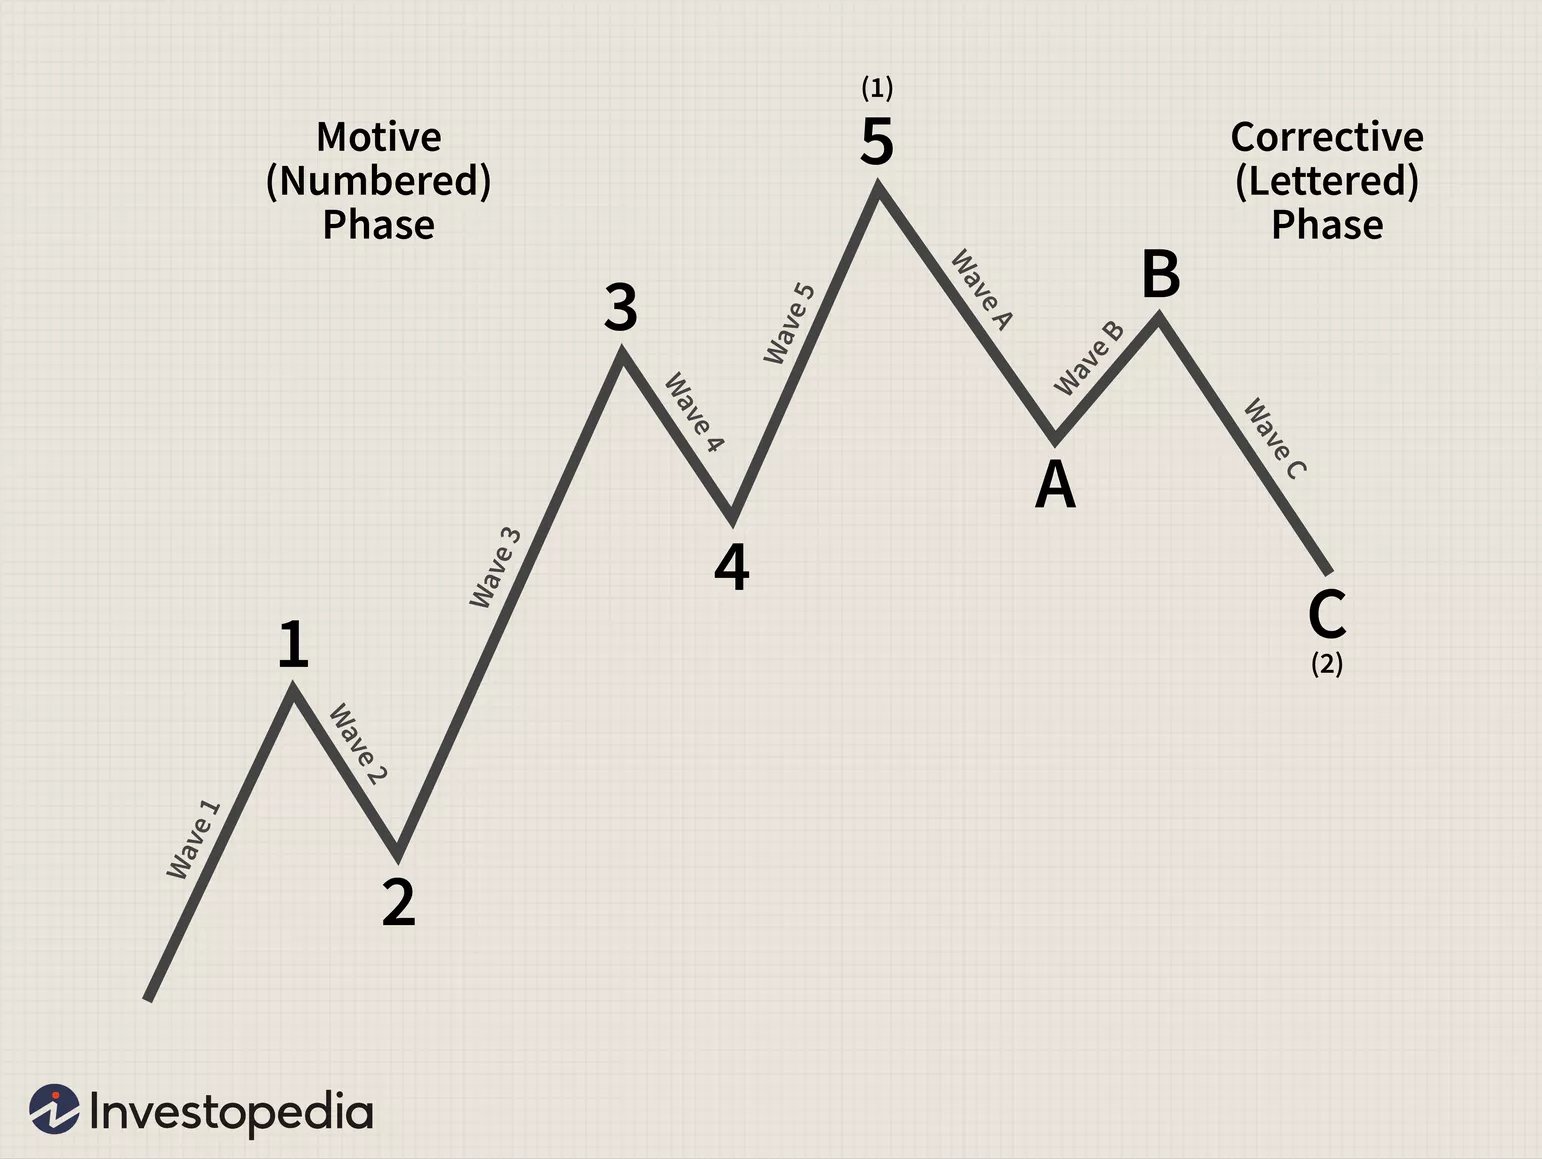 Motive
(Numbered)
Phase
Corrective
(Lettered)
Phase
(1)
5
3
B
1
4
A
2
C
(2)
Wave 1
Wave 2
Wave 3
Wave 4
Wave 5
Wave A
Wave B
Wave C
Investopedia